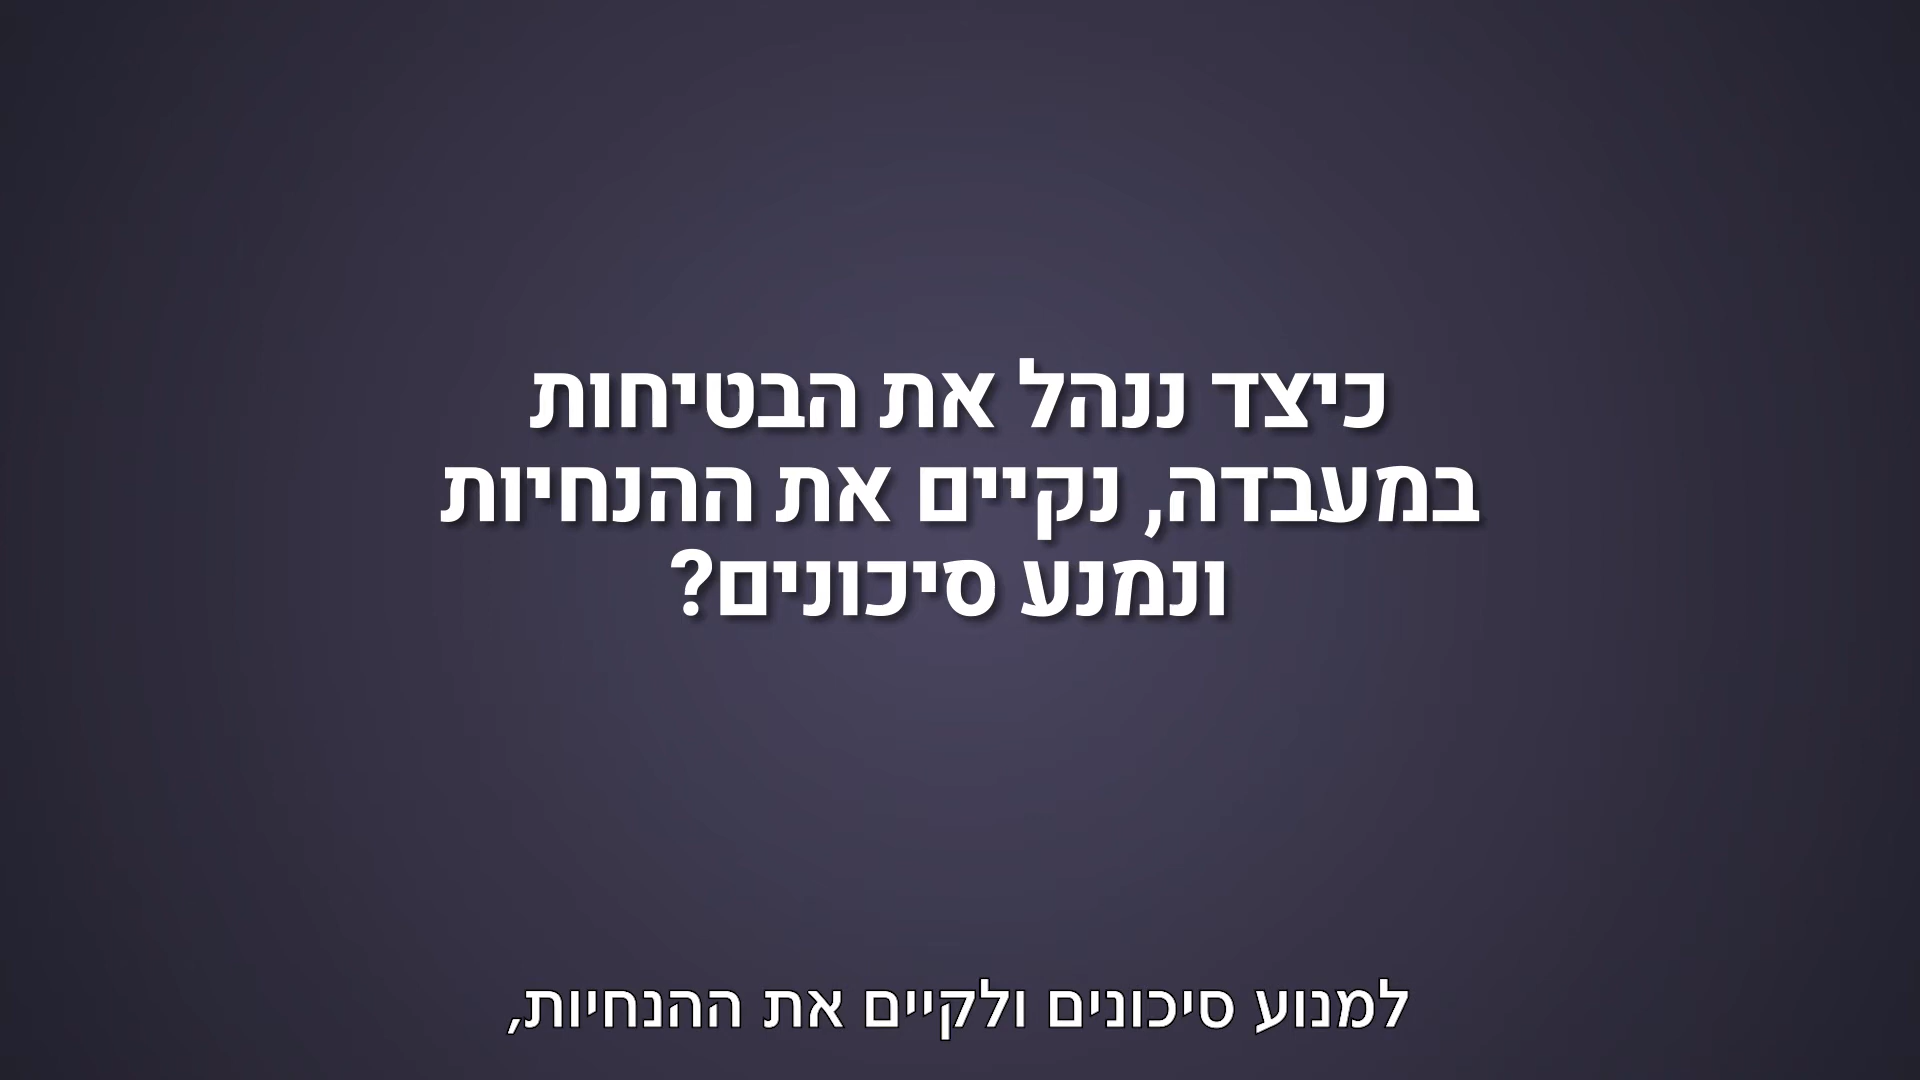 כיצד ננהל את הבטיחות
במעבדה, נקיים את ההנחיות
ונמנע סיכונים?
למנוע סיכונים ולקיים את ההנחיות,